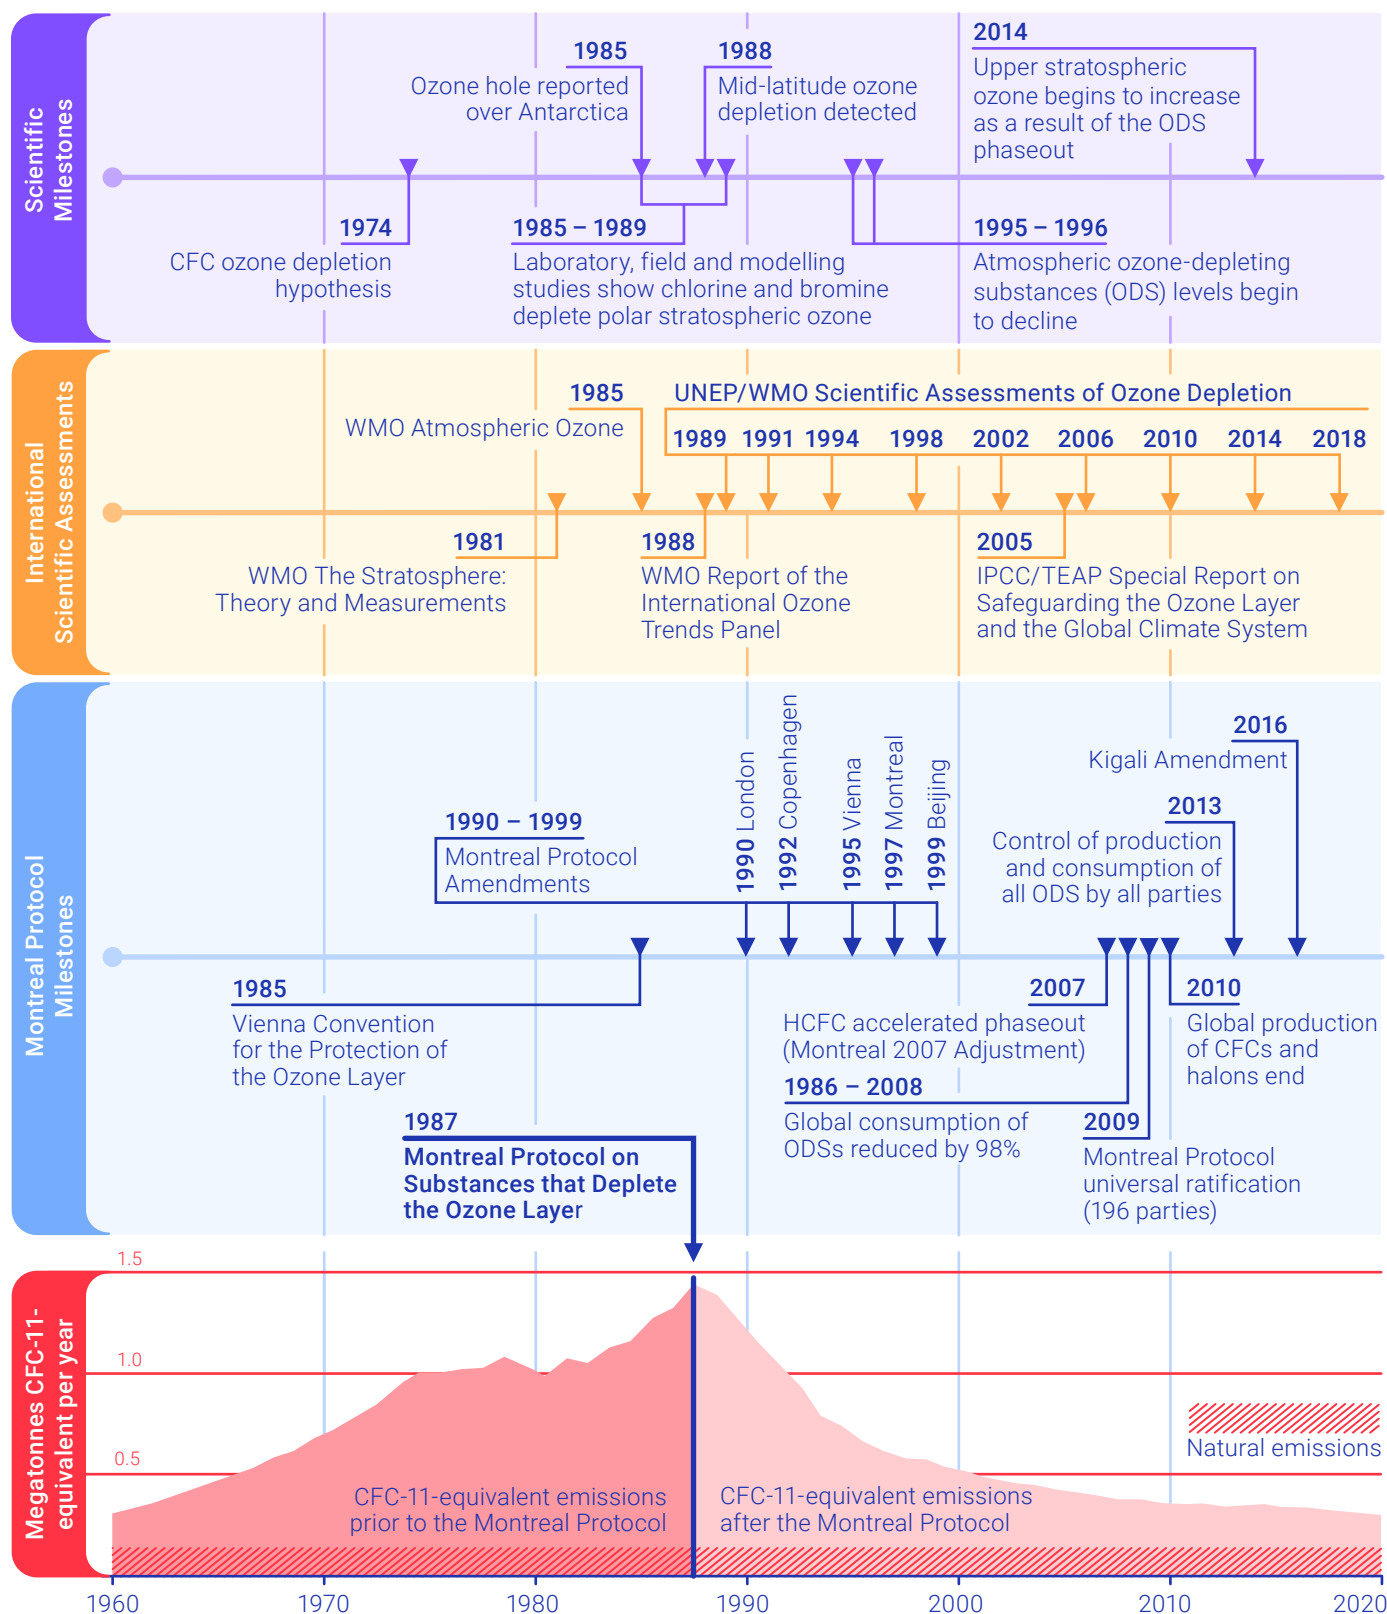 Scientific
Milestones
1985
Ozone hole reported
over Antarctica
1988
Mid-latitude ozone
depletion detected
2014
Upper stratospheric
ozone begins to increase
as a result of the ODS
phaseout
1974
CFC ozone depletion
hypothesis
1985 – 1989
Laboratory, field and modelling
studies show chlorine and bromine
deplete polar stratospheric ozone
1995 – 1996
Atmospheric ozone-depleting
substances (ODS) levels begin
to decline
International
Scientific Assessments
1985
WMO Atmospheric Ozone
UNEP/WMO Scientific Assessments of Ozone Depletion
1989 1991 1994 1998 2002 2006 2010 2014 2018
1981
WMO The Stratosphere:
Theory and Measurements
1988
WMO Report of the
International Ozone
Trends Panel
2005
IPCC/TEAP Special Report on
Safeguarding the Ozone Layer
and the Global Climate System
Montreal Protocol
Milestones
1990 – 1999
Montreal Protocol
Amendments
1990 London
1992 Copenhagen
1995 Vienna
1997 Montreal
1999 Beijing
2016
Kigali Amendment
2013
Control of production
and consumption of
all ODS by all parties
1985
Vienna Convention
for the Protection of
the Ozone Layer
2007
HCFC accelerated phaseout
(Montreal 2007 Adjustment)
2010
Global production
of CFCs and
halons end
1986 – 2008
Global consumption of
ODSs reduced by 98%
2009
Montreal Protocol
universal ratification
(196 parties)
1987
Montreal Protocol on
Substances that Deplete
the Ozone Layer
Megatonnes CFC-11-
equivalent per year
1.5
1.0
0.5
Natural emissions
CFC-11-equivalent emissions
prior to the Montreal Protocol
CFC-11-equivalent emissions
after the Montreal Protocol
1960 1970 1980 1990 2000 2010 2020